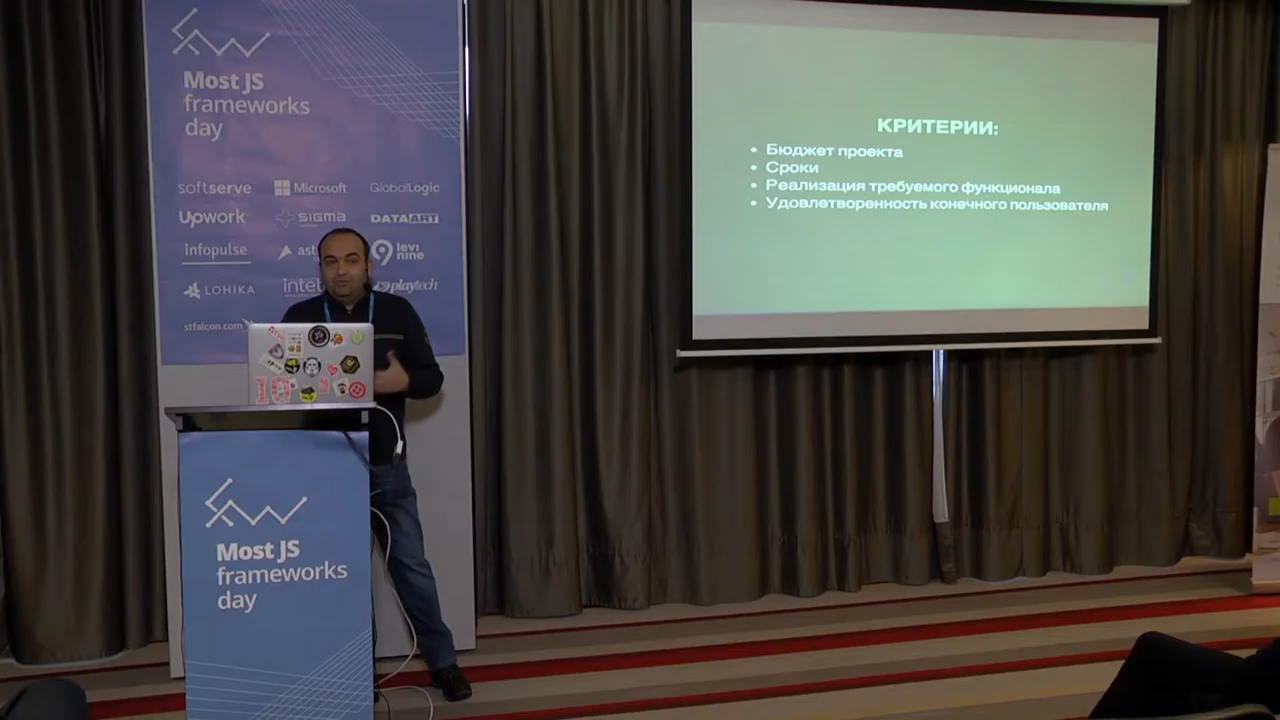 Most JS
frameworks
day
softserve
Microsoft
GlobalLogic
Upwork
SIGMA
DATAART
infopulse
levi
nine
LOHIKA
playtech
stfalcon.com
КРИТЕРИИ:
• Бюджет проекта
• Сроки
• Реализация требуемого функционала
• Удовлетворенность конечного пользователя
Most JS
frameworks
day